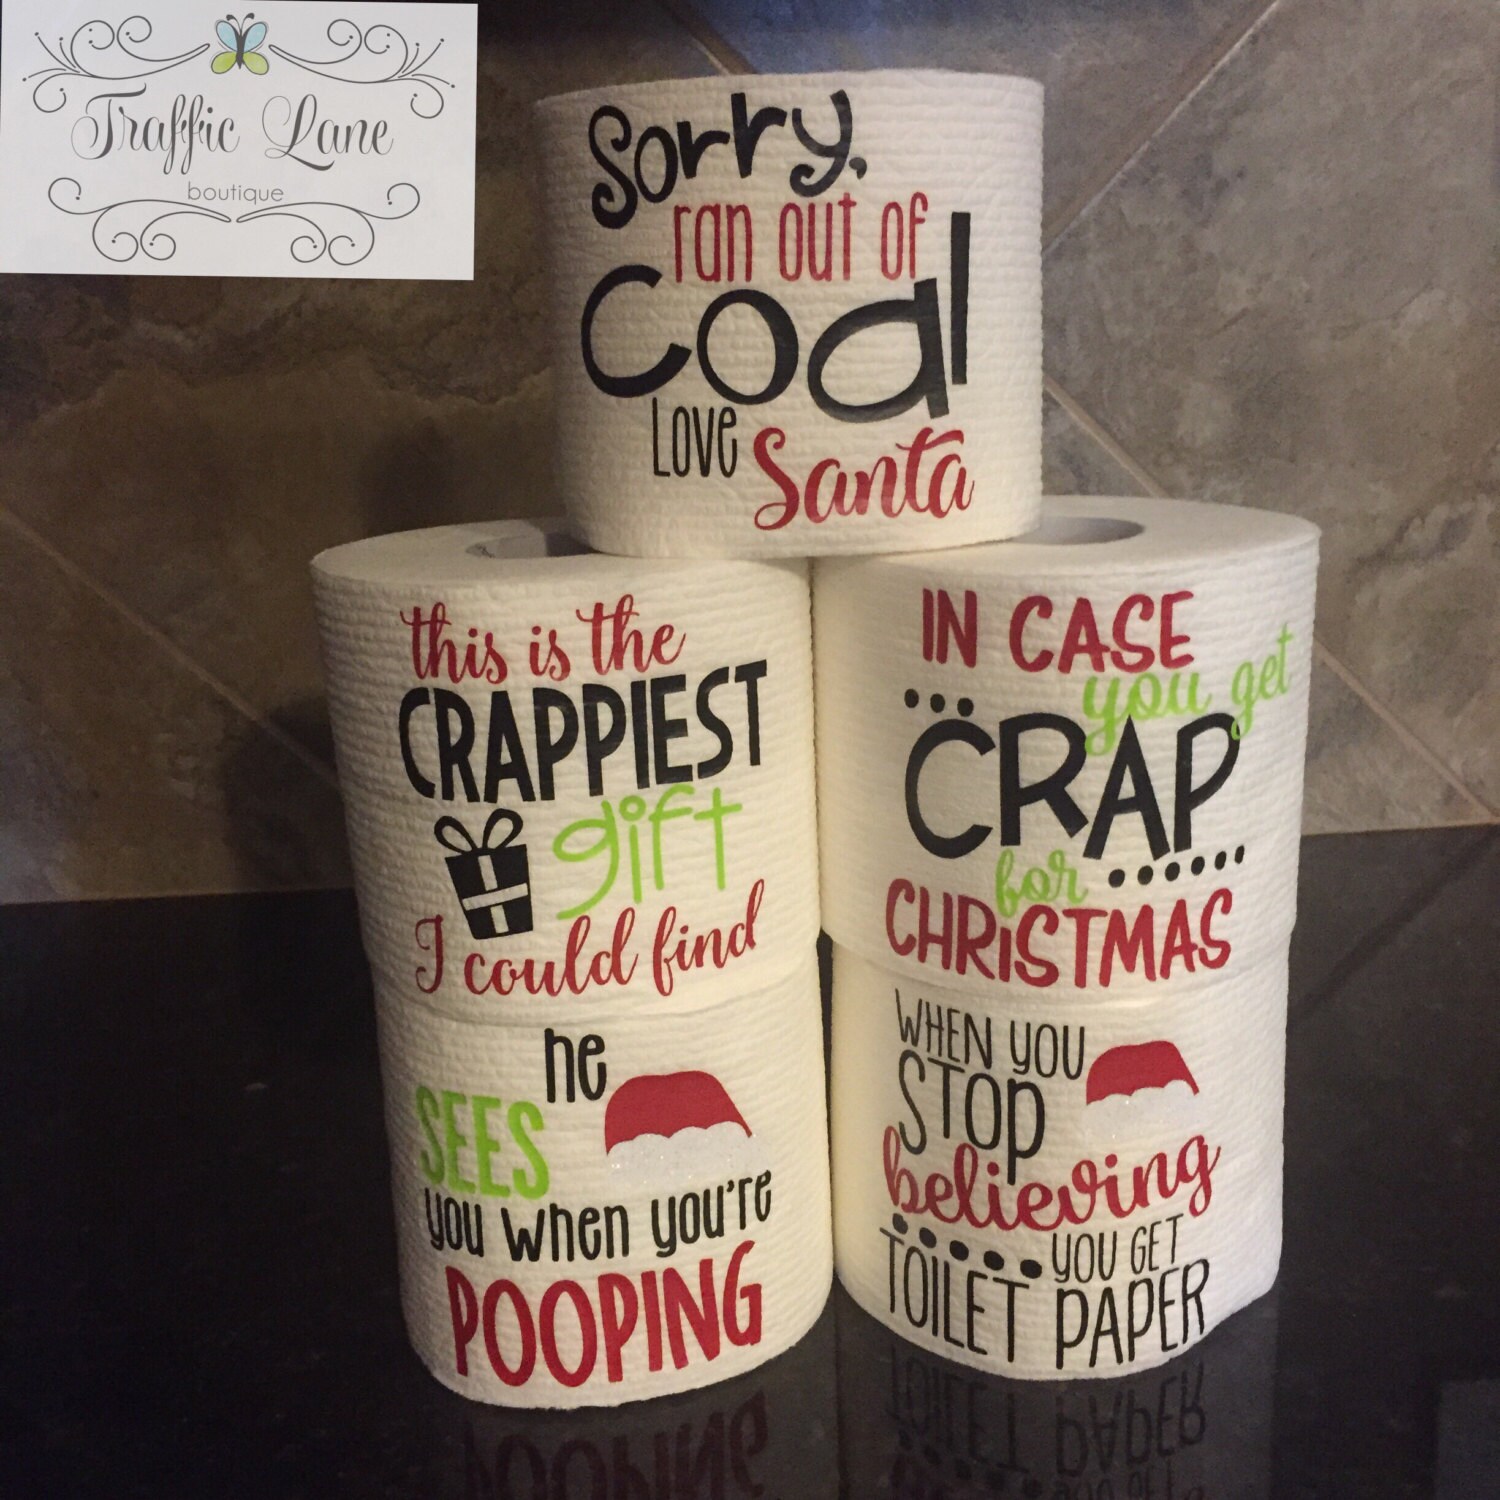 Traffic Lane
boutique
Sorry,
ran out of
Coal
Love Santa
this is the
CRAPPIEST
gift
I could find
IN CASE
you get
...CRAP
for ......
CHRISTMAS
he
SEES
you when you're
POOPING
WHEN YOU
STOP
believing
.....YOU GET
TOILET PAPER